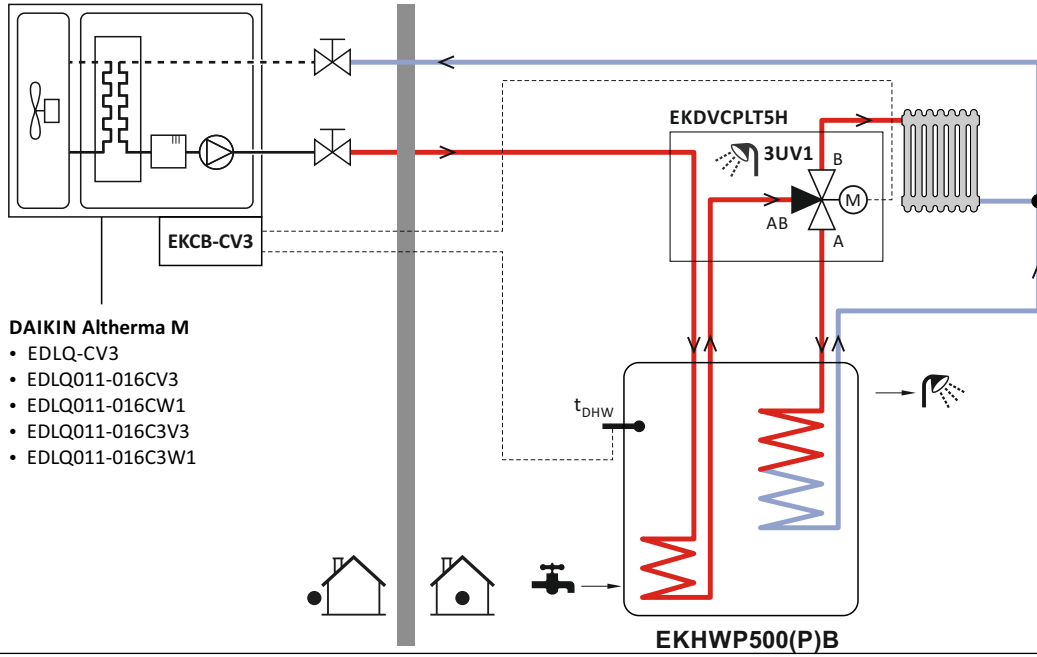 EKDVCPLT5H
3UV1
B
M
AB
A
EKCB-CV3
DAIKIN Altherma M
• EDLQ-CV3
• EDLQ011-016CV3
• EDLQ011-016CW1
• EDLQ011-016C3V3
• EDLQ011-016C3W1
tDHW
EKHWP500(P)B